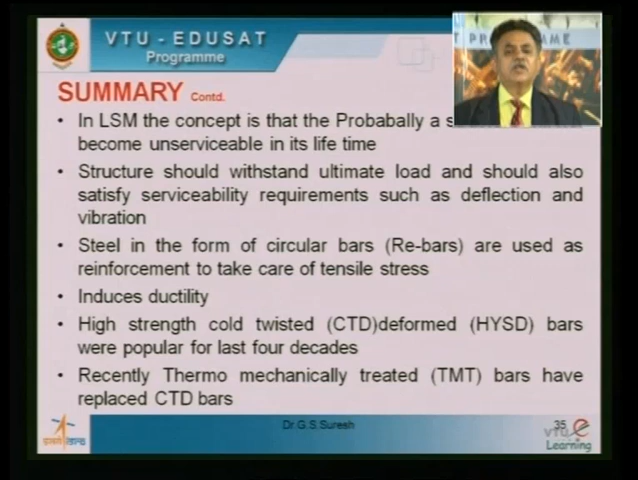 VTU - EDUSAT
Programme
T PR
AME
SUMMARY Contd.
• In LSM the concept is that the Probabally a s
become unserviceable in its life time
• Structure should withstand ultimate load and should also
satisfy serviceability requirements such as deflection and
vibration
• Steel in the form of circular bars (Re-bars) are used as
reinforcement to take care of tensile stress
• Induces ductility
• High strength cold twisted (CTD)deformed (HYSD) bars
were popular for last four decades
• Recently Thermo mechanically treated (TMT) bars have
replaced CTD bars
Dr.G.S.Suresh
35
VTU e
Learning